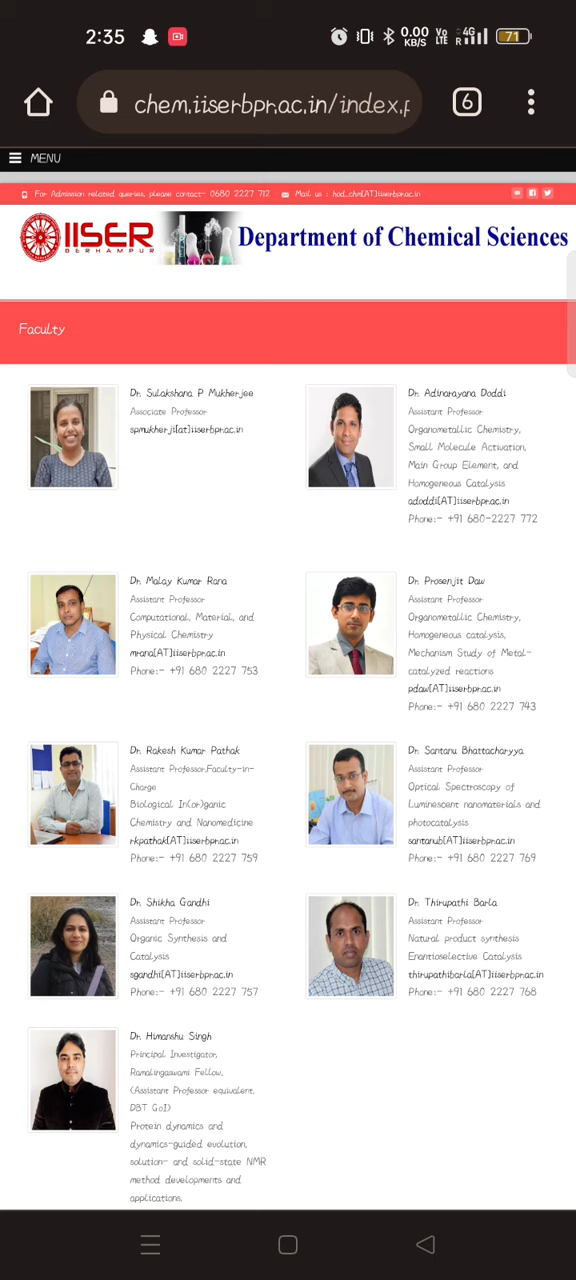 2:35
0.00
KB/S
Vo
LTE
4G
R
71
chem.iiserbpr.ac.in/index.p
6
MENU
For Admission related queries, please contact- 0680 2227 712
Mail us : hod_chm[AT]iiserbpr.ac.in
IISER
BERHAMPUR
Department of Chemical Sciences
Faculty
Dr. Sulakshana P Mukherjee
Associate Professor
spmukherji[at]iiserbpr.ac.in
Dr. Adinarayana Doddi
Assistant Professor
Organometallic Chemistry,
Small Molecule Activation,
Main Group Element, and
Homogeneous Catalysis
adoddi[AT]iiserbpr.ac.in
Phone:- +91 680-2227 772
Dr. Malay Kumar Rana
Assistant Professor
Computational, Material, and
Physical Chemistry
mrana[AT]iiserbpr.ac.in
Phone:- +91 680 2227 753
Dr. Prosenjit Daw
Assistant Professor
Organometallic Chemistry,
Homogeneous catalysis,
Mechanism Study of Metal-
catalyzed reactions
pdaw[AT]iiserbpr.ac.in
Phone:- +91 680 2227 743
Dr. Rakesh Kumar Pathak
Assistant Professor,Faculty-in-
Charge
Biological In(or)ganic
Chemistry and Nanomedicine
rkpathak[AT]iiserbpr.ac.in
Phone:- +91 680 2227 759
Dr. Santanu Bhattacharyya
Assistant Professor
Optical Spectroscopy of
Luminescent nanomaterials and
photocatalysis
santanub[AT]iiserbpr.ac.in
Phone:- +91 680 2227 769
Dr. Shikha Gandhi
Assistant Professor
Organic Synthesis and
Catalysis
sgandhi[AT]iiserbpr.ac.in
Phone:- +91 680 2227 757
Dr. Thirupathi Barla
Assistant Professor
Natural product synthesis
Enantioselective Catalysis
thirupathibarla[AT]iiserbpr.ac.in
Phone:- +91 680 2227 768
Dr. Himanshu Singh
Principal Investigator,
Ramalingaswami Fellow,
(Assistant Professor equivalent,
DBT GoI)
Protein dynamics and
dynamics-guided evolution,
solution- and solid-state NMR
method developments and
applications.